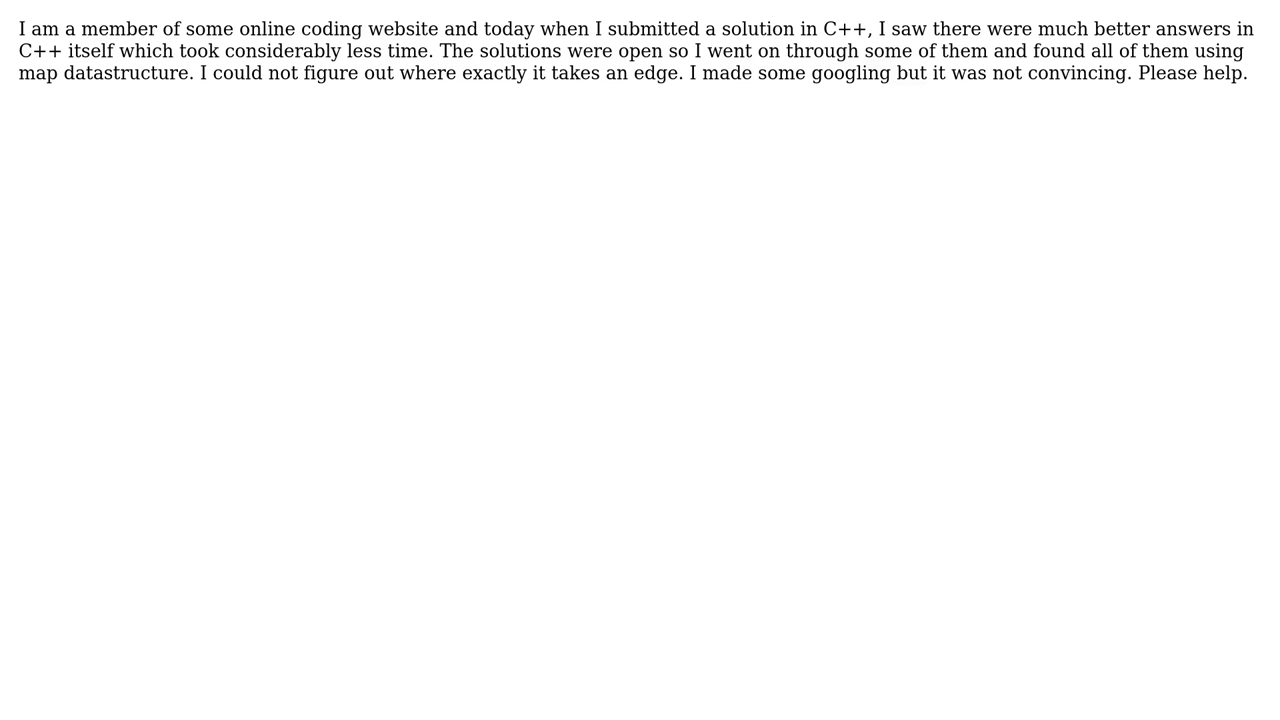 I am a member of some online coding website and today when I submitted a solution in C++, I saw there were much better answers in
C++ itself which took considerably less time. The solutions were open so I went on through some of them and found all of them using
map datastructure. I could not figure out where exactly it takes an edge. I made some googling but it was not convincing. Please help.